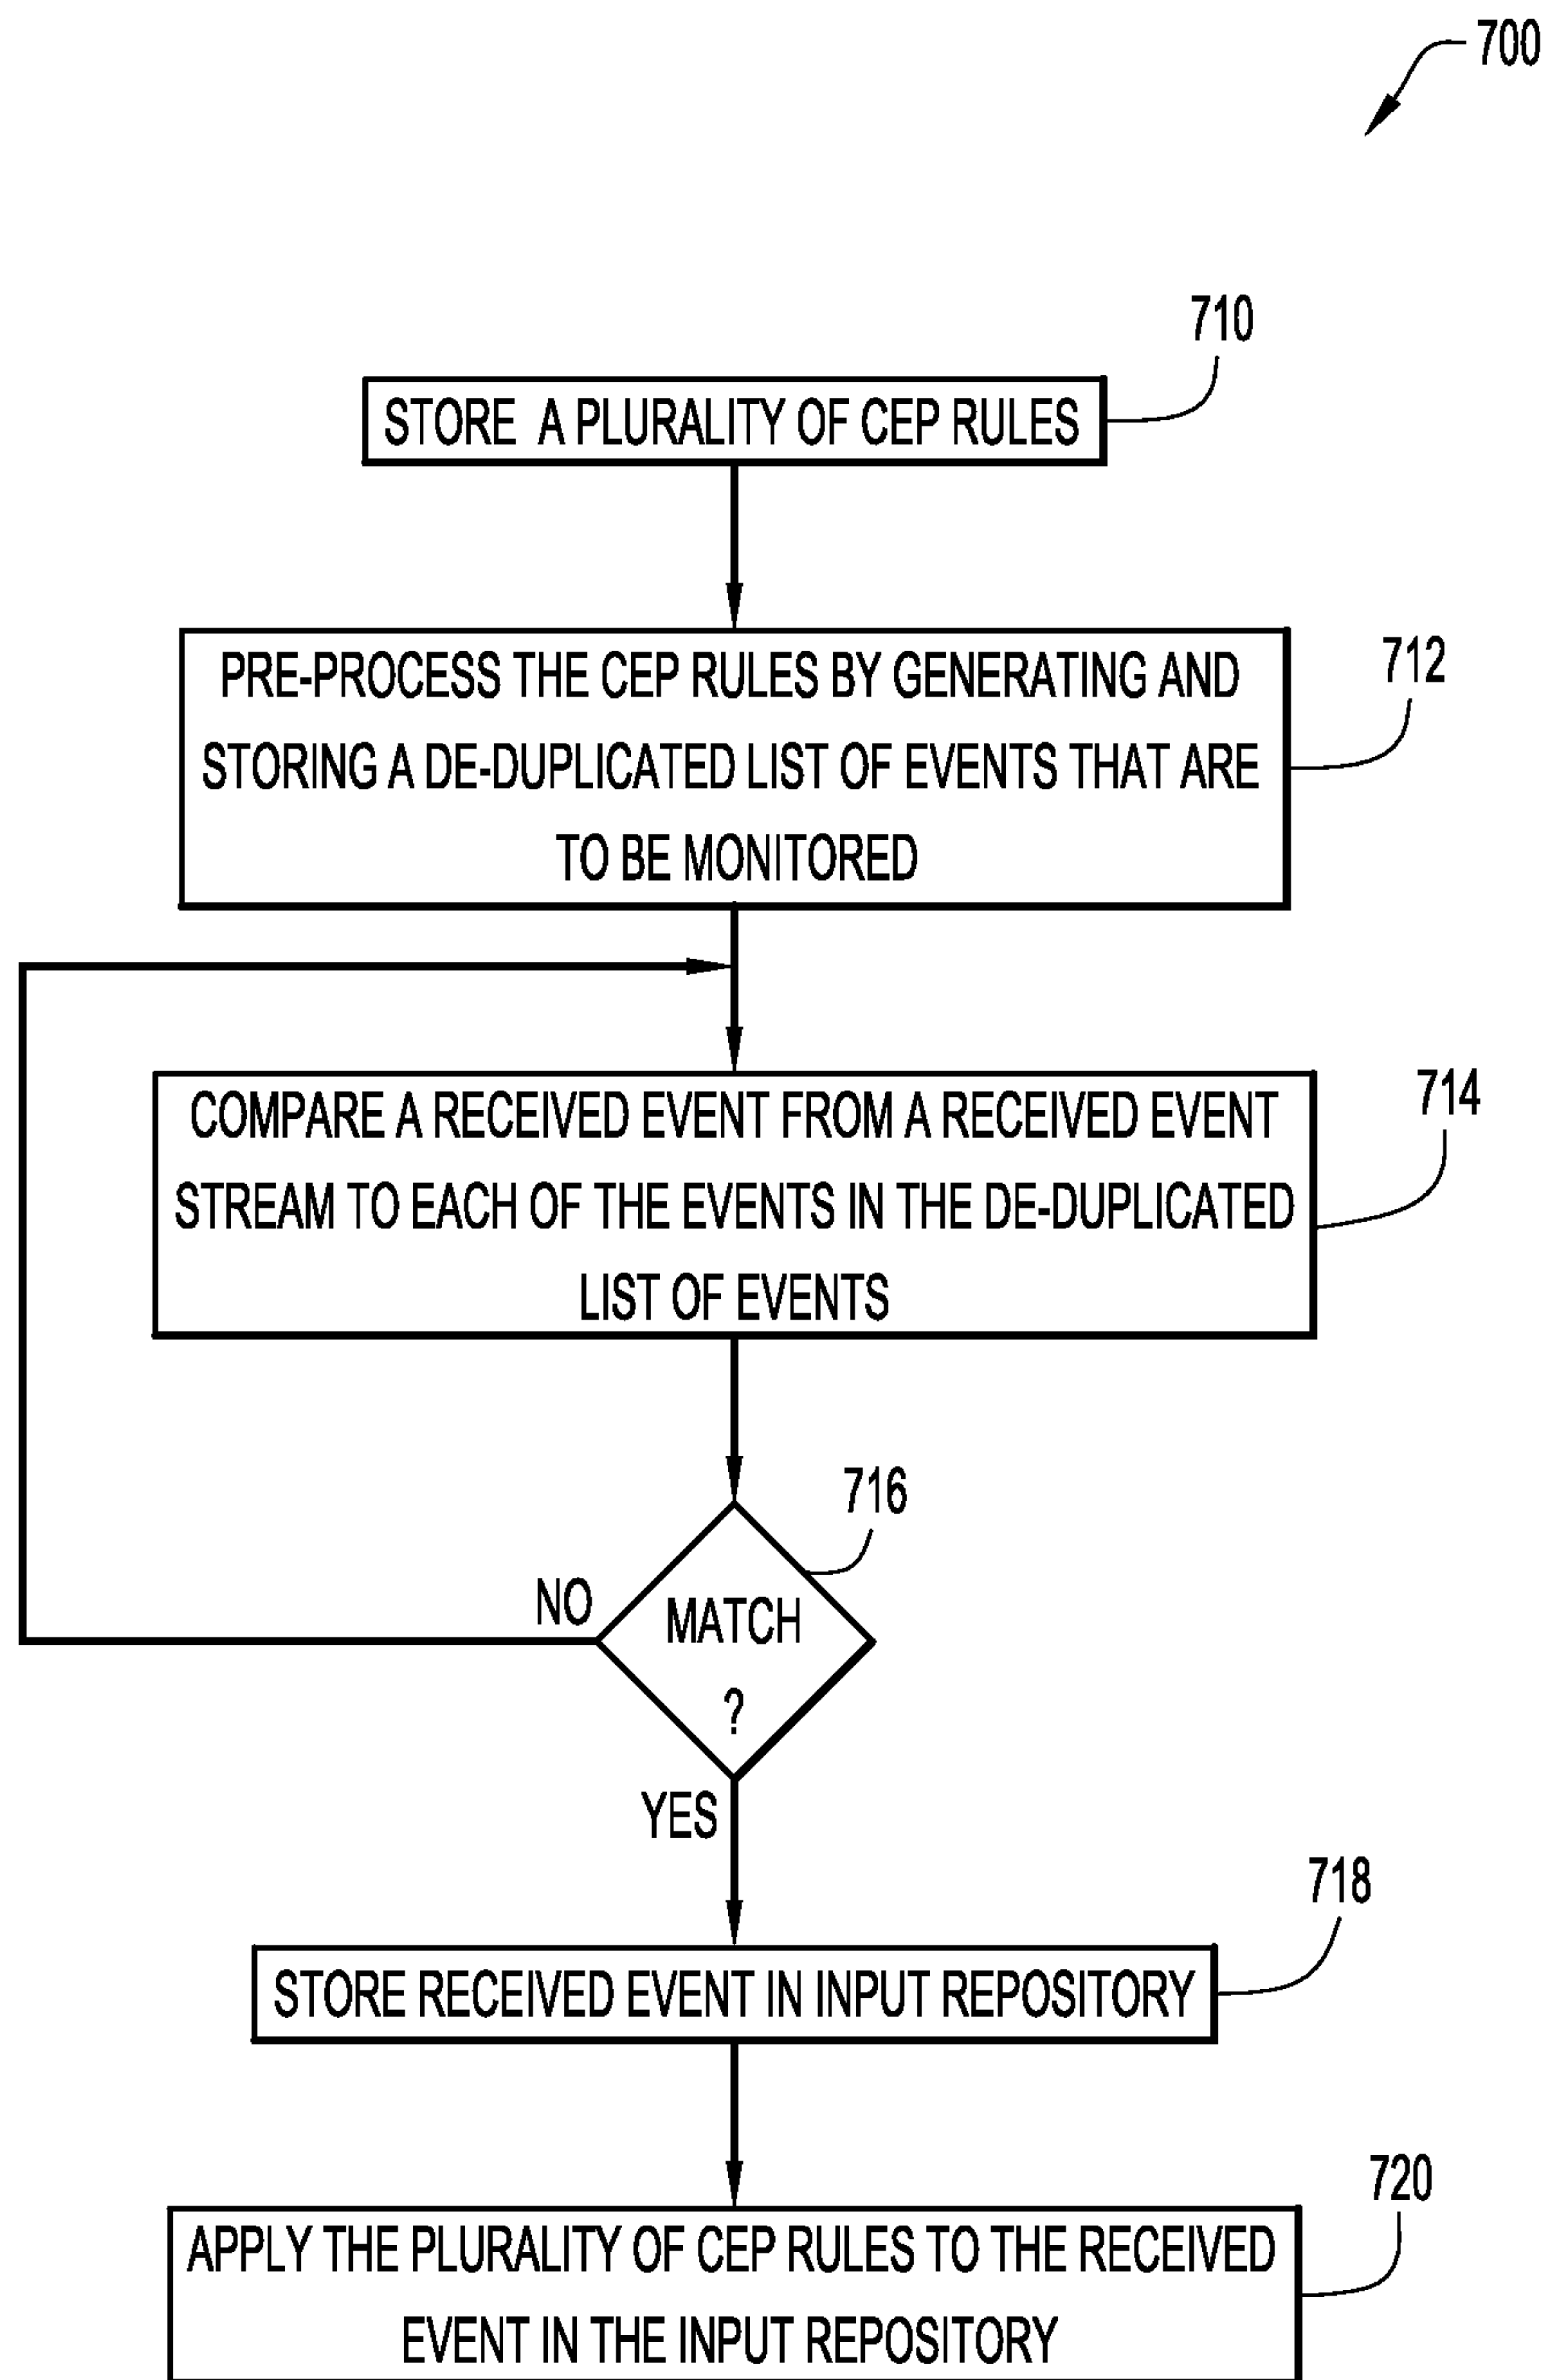 700
710
STORE A PLURALITY OF CEP RULES
712
PRE-PROCESS THE CEP RULES BY GENERATING AND
STORING A DE-DUPLICATED LIST OF EVENTS THAT ARE
TO BE MONITORED
714
COMPARE A RECEIVED EVENT FROM A RECEIVED EVENT
STREAM TO EACH OF THE EVENTS IN THE DE-DUPLICATED
LIST OF EVENTS
716
NO
MATCH
?
YES
718
STORE RECEIVED EVENT IN INPUT REPOSITORY
720
APPLY THE PLURALITY OF CEP RULES TO THE RECEIVED
EVENT IN THE INPUT REPOSITORY